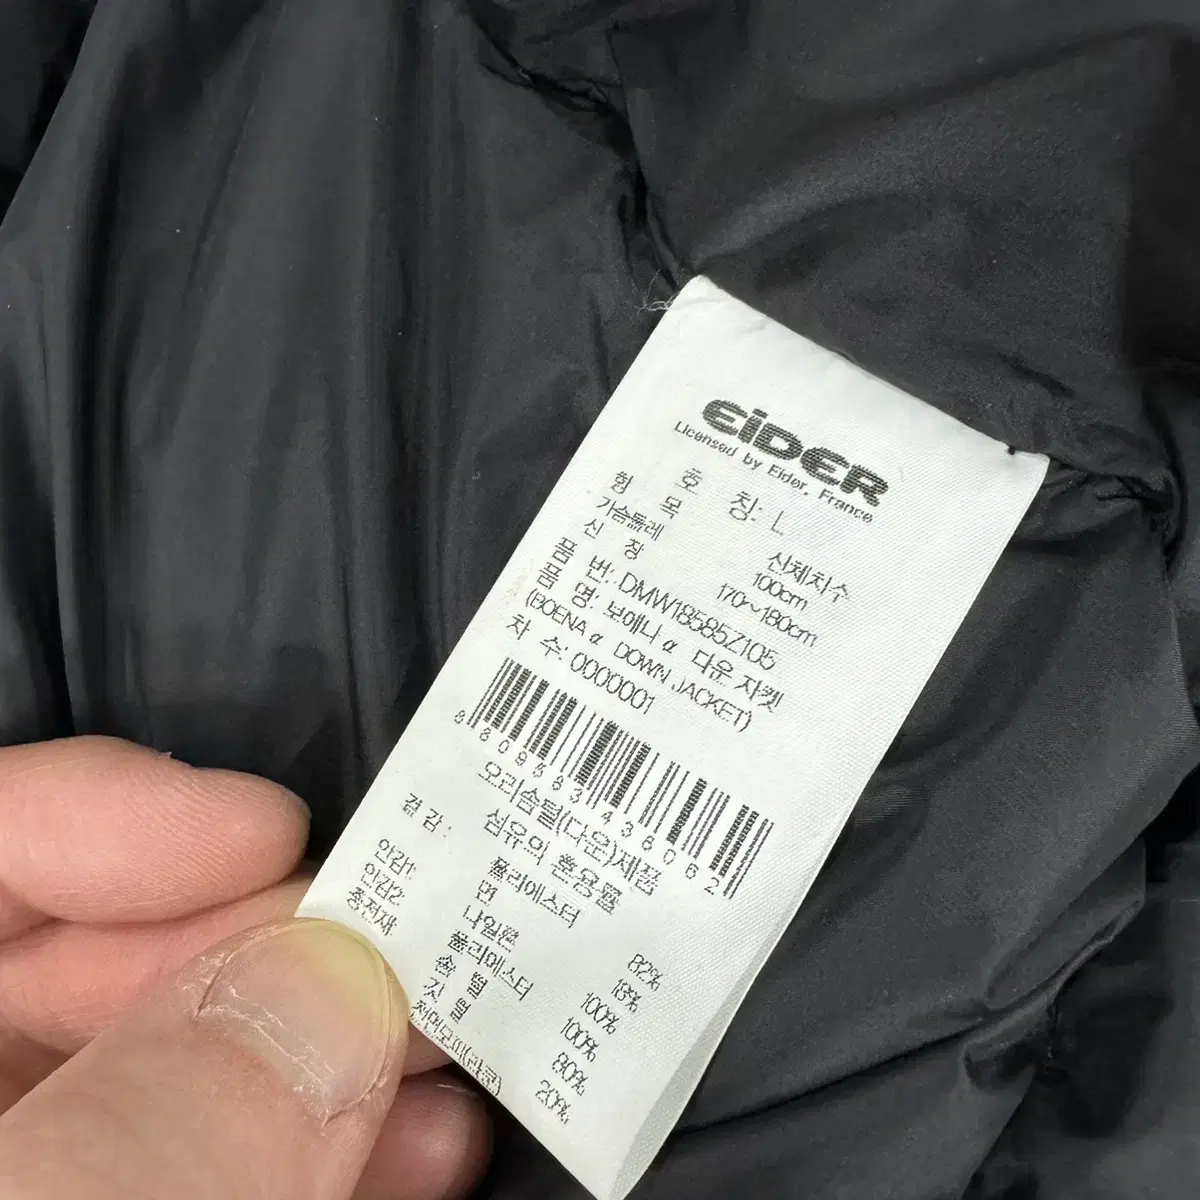 EiDER
Licensed by Eider, France
호 칭: L
항 목 신체치수
가슴둘레 100cm
신 장 170~180cm
품 번: DMW18585Z105
품 명: 보에나α 다운 자켓
(BOENA α DOWN JACKET)
차 수: 0000001
8809583436062
오리솜털(다운)제품
섬유의 혼용률
겉감: 폴리에스터 82%
면 18%
안감1: 나일론 100%
안감2: 폴리에스터 100%
충전재 솜털 80%
깃털 20%